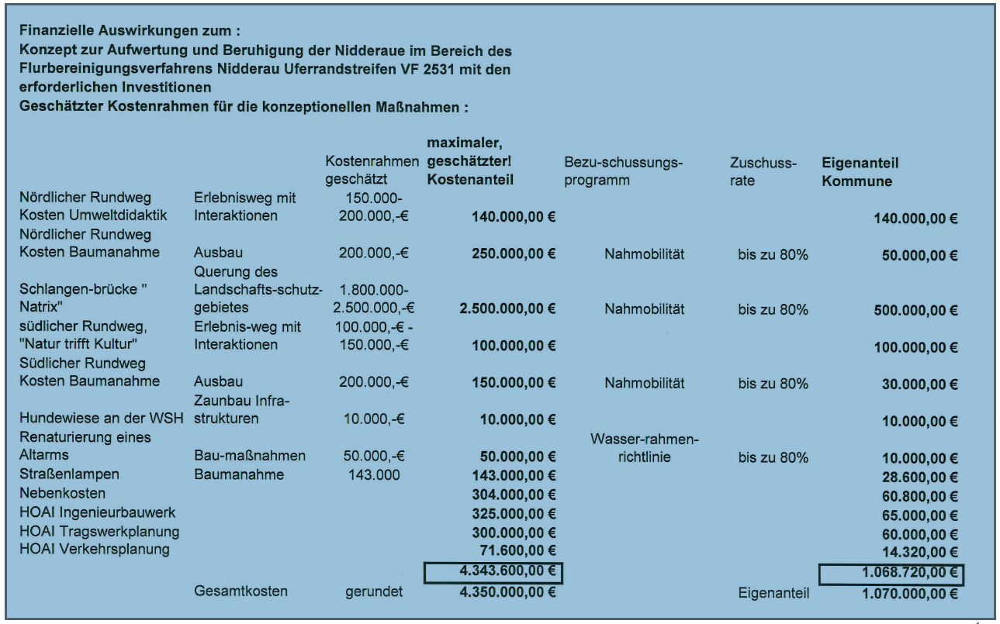 Finanzielle Auswirkungen zum :
Konzept zur Aufwertung und Beruhigung der Nidderaue im Bereich des
Flurbereinigungsverfahrens Nidderau Uferrandstreifen VF 2531 mit den
erforderlichen Investitionen
Geschätzter Kostenrahmen für die konzeptionellen Maßnahmen :
maximaler,
Kostenrahmen geschätzter! Bezu-schussungs- Zuschuss- Eigenanteil
geschätzt Kostenanteil programm rate Kommune
Nördlicher Rundweg Erlebnisweg mit 150.000-
Kosten Umweltdidaktik Interaktionen 200.000,-€ 140.000,00 € 140.000,00 €
Nördlicher Rundweg
Kosten Baumanahme Ausbau 200.000,-€ 250.000,00 € Nahmobilität bis zu 80% 50.000,00 €
Querung des
Schlangen-brücke " Landschafts-schutz- 1.800.000-
Natrix" gebietes 2.500.000,-€ 2.500.000,00 € Nahmobilität bis zu 80% 500.000,00 €
südlicher Rundweg, Erlebnis-weg mit 100.000,-€ -
"Natur trifft Kultur" Interaktionen 150.000,-€ 100.000,00 € 100.000,00 €
Südlicher Rundweg
Kosten Baumanahme Ausbau 200.000,-€ 150.000,00 € Nahmobilität bis zu 80% 30.000,00 €
Zaunbau Infra-
Hundewiese an der WSH strukturen 10.000,-€ 10.000,00 € 10.000,00 €
Renaturierung eines Wasser-rahmen-
Altarms Bau-maßnahmen 50.000,-€ 50.000,00 € richtlinie bis zu 80% 10.000,00 €
Straßenlampen Baumanahme 143.000 143.000,00 € 28.600,00 €
Nebenkosten 304.000,00 € 60.800,00 €
HOAI Ingenieurbauwerk 325.000,00 € 65.000,00 €
HOAI Tragswerkplanung 300.000,00 € 60.000,00 €
HOAI Verkehrsplanung 71.600,00 € 14.320,00 €
4.343.600,00 € 1.068.720,00 €
Gesamtkosten gerundet 4.350.000,00 € Eigenanteil 1.070.000,00 €